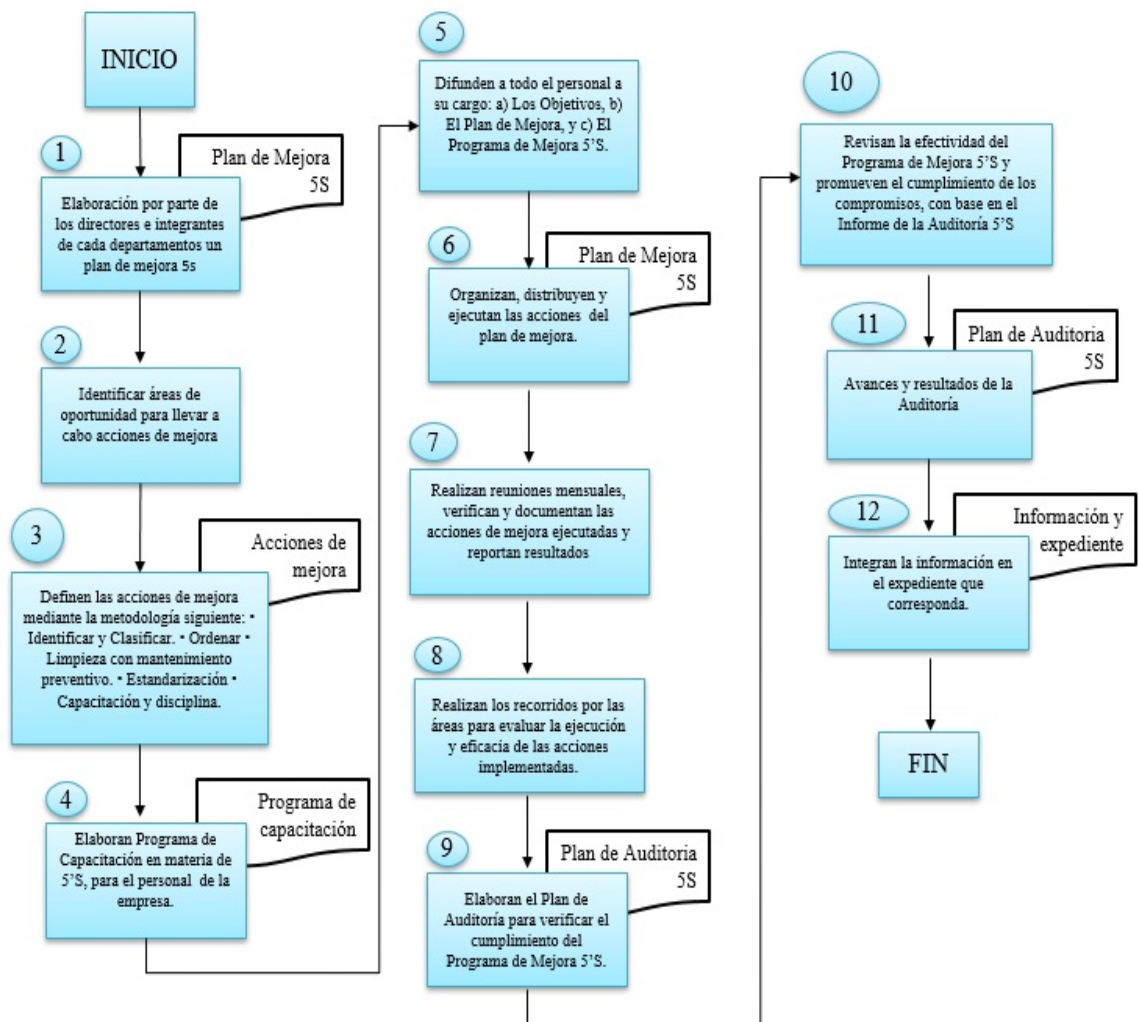 INICIO
1
Plan de Mejora
5S
Elaboración por parte de
los directores e integrantes
de cada departamentos un
plan de mejora 5s
2
Identificar áreas de
oportunidad para llevar a
cabo acciones de mejora
3
Acciones de
mejora
Definen las acciones de mejora
mediante la metodología siguiente: •
Identificar y Clasificar. • Ordenar •
Limpieza con mantenimiento
preventivo. • Estandarización •
Capacitación y disciplina.
4
Programa de
capacitación
Elaboran Programa de
Capacitación en materia de
5’S, para el personal de la
empresa.
5
Difunden a todo el personal a
su cargo: a) Los Objetivos, b)
El Plan de Mejora, y c) El
Programa de Mejora 5’S.
6
Plan de Mejora
5S
Organizan, distribuyen y
ejecutan las acciones del
plan de mejora.
7
Realizan reuniones mensuales,
verifican y documentan las
acciones de mejora ejecutadas y
reportan resultados
8
Realizan los recorridos por las
áreas para evaluar la ejecución
y eficacia de las acciones
implementadas.
9
Plan de Auditoria
5S
Elaboran el Plan de
Auditoría para verificar el
cumplimiento del
Programa de Mejora 5’S.
10
Revisan la efectividad del
Programa de Mejora 5’S y
promueven el cumplimiento de los
compromisos, con base en el
Informe de la Auditoría 5’S
11
Plan de Auditoria
5S
Avances y resultados de la
Auditoría
12
Información y
expediente
Integran la información en
el expediente que
corresponda.
FIN